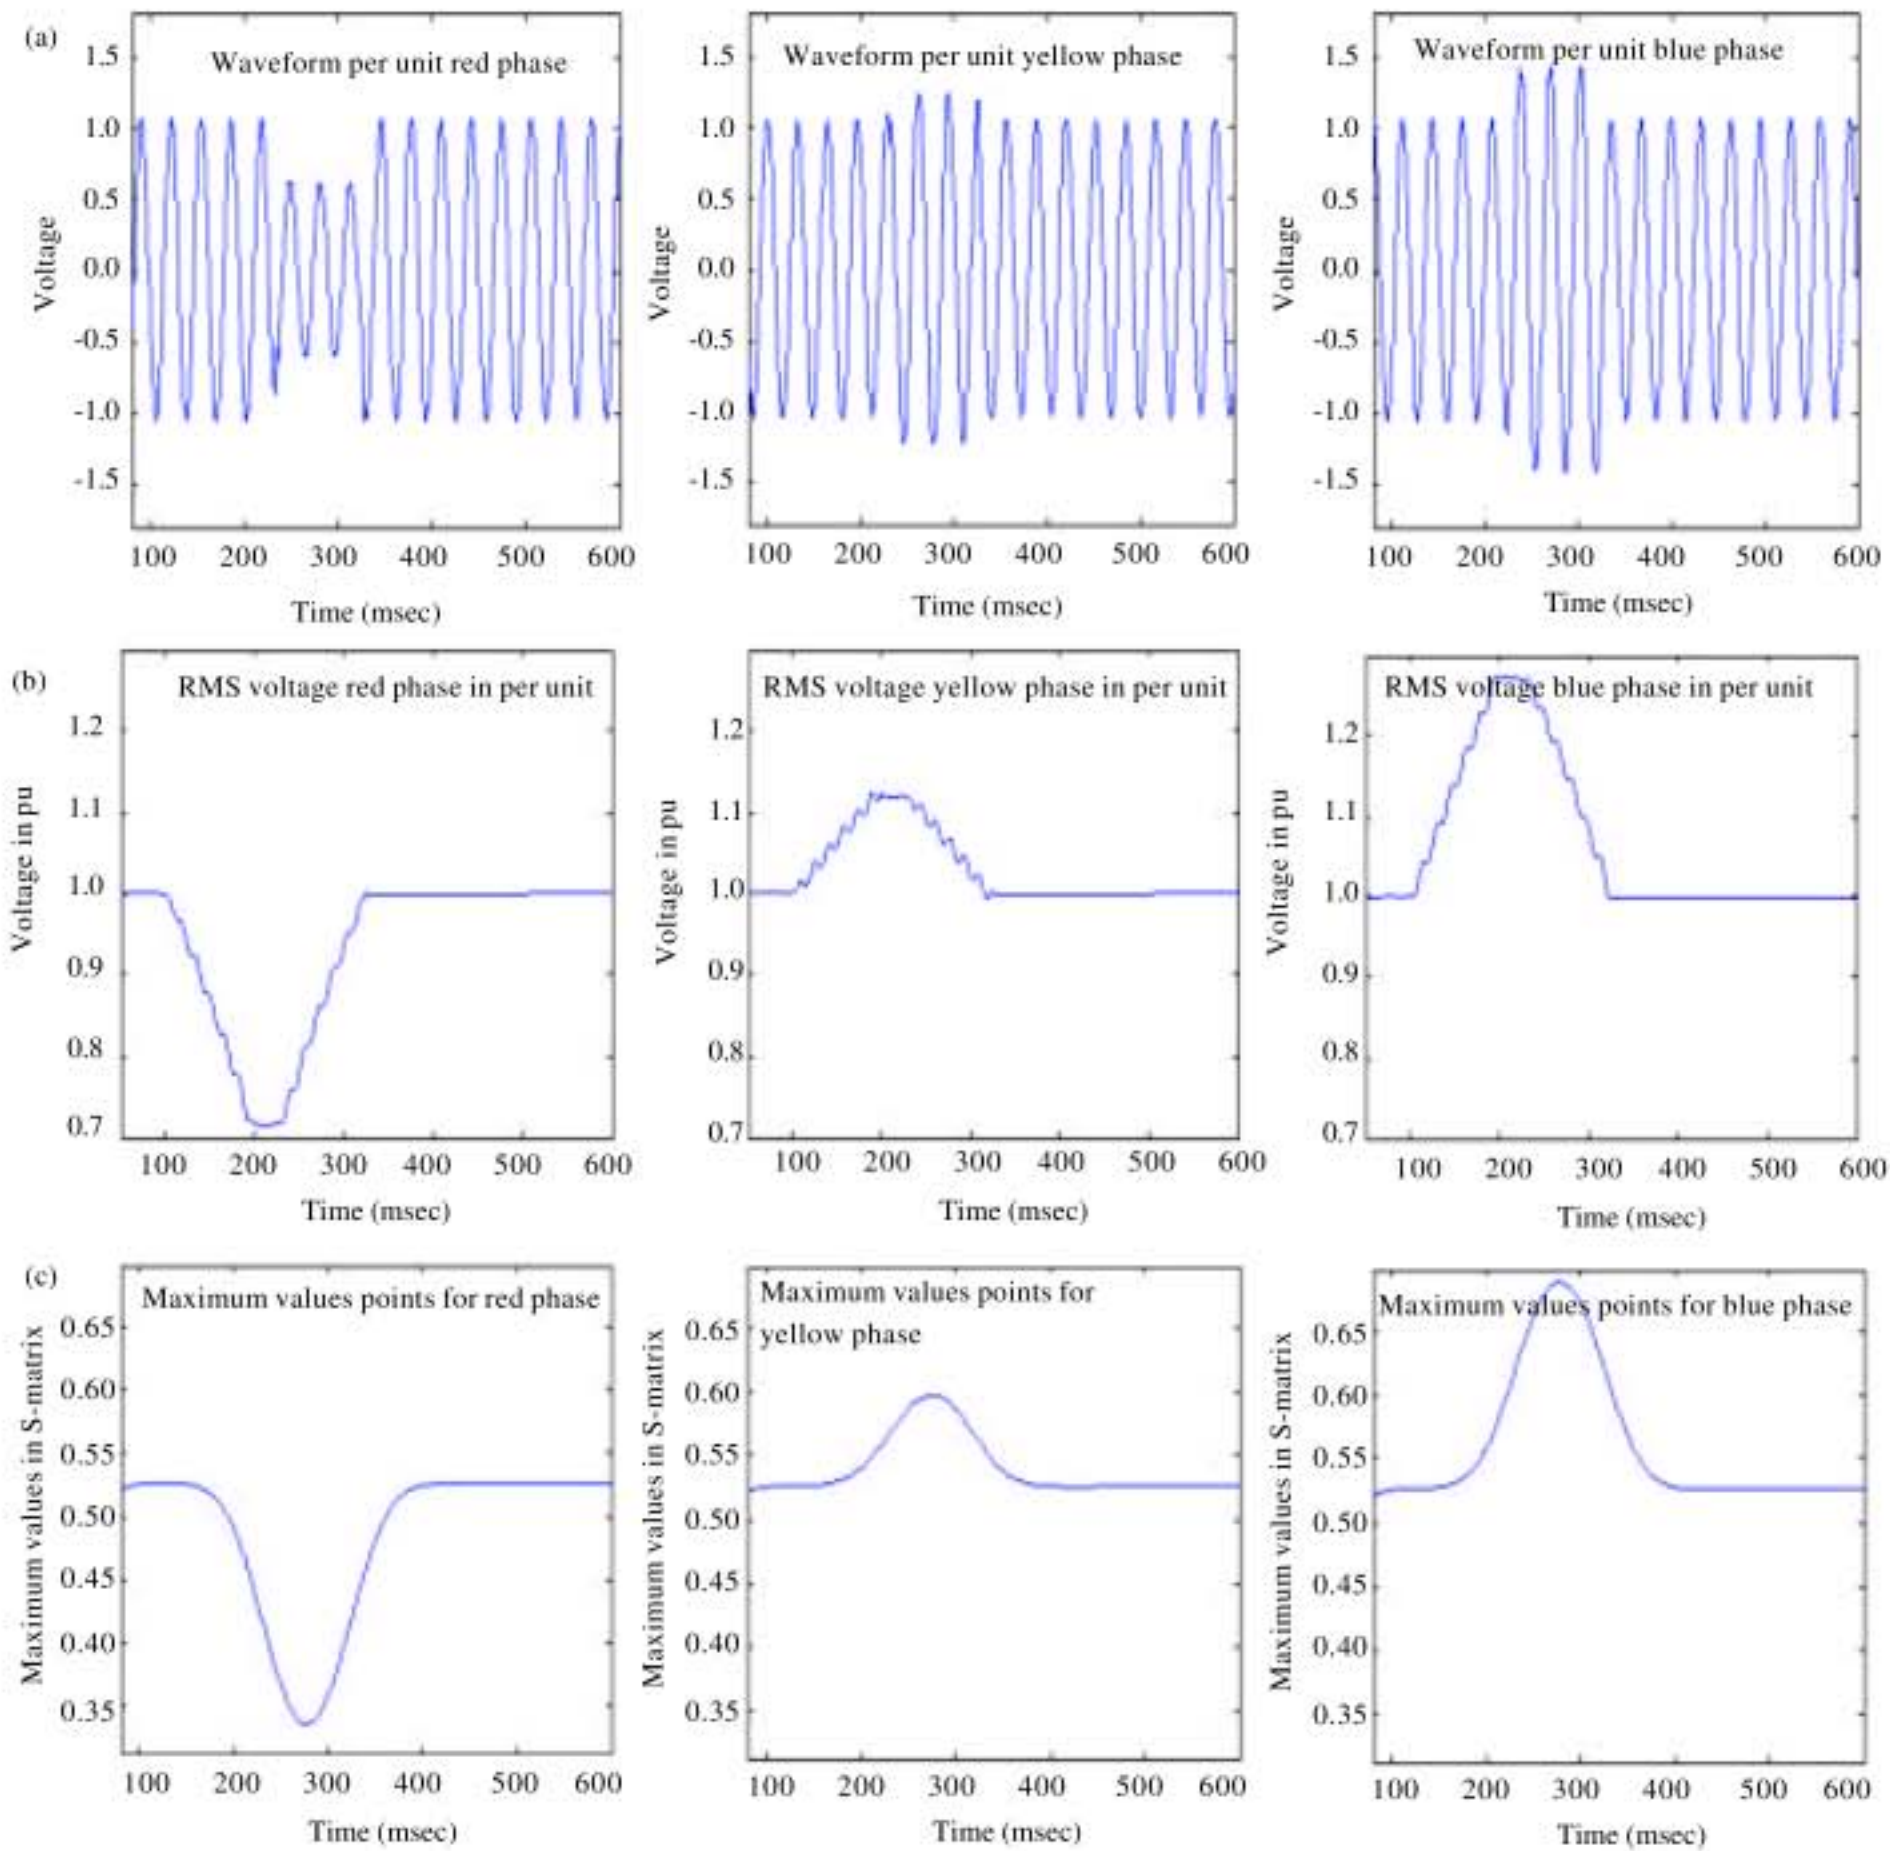 (a)
Waveform per unit red phase
Voltage
1.5
1.0
0.5
0.0
-0.5
-1.0
-1.5
100 200 300 400 500 600
Time (msec)
Waveform per unit yellow phase
Voltage
1.5
1.0
0.5
0.0
-0.5
-1.0
-1.5
100 200 300 400 500 600
Time (msec)
Waveform per unit blue phase
Voltage
1.5
1.0
0.5
0.0
-0.5
-1.0
-1.5
100 200 300 400 500 600
Time (msec)
(b)
RMS voltage red phase in per unit
Voltage in pu
1.2
1.1
1.0
0.9
0.8
0.7
100 200 300 400 500 600
Time (msec)
RMS voltage yellow phase in per unit
Voltage in pu
1.2
1.1
1.0
0.9
0.8
0.7
100 200 300 400 500 600
Time (msec)
RMS voltage blue phase in per unit
Voltage in pu
1.2
1.1
1.0
0.9
0.8
0.7
100 200 300 400 500 600
Time (msec)
(c)
Maximum values points for red phase
Maximum values in S-matrix
0.65
0.60
0.55
0.50
0.45
0.40
0.35
100 200 300 400 500 600
Time (msec)
Maximum values points for
yellow phase
Maximum values in S-matrix
0.65
0.60
0.55
0.50
0.45
0.40
0.35
100 200 300 400 500 600
Time (msec)
Maximum values points for blue phase
Maximum values in S-matrix
0.65
0.60
0.55
0.50
0.45
0.40
0.35
100 200 300 400 500 600
Time (msec)